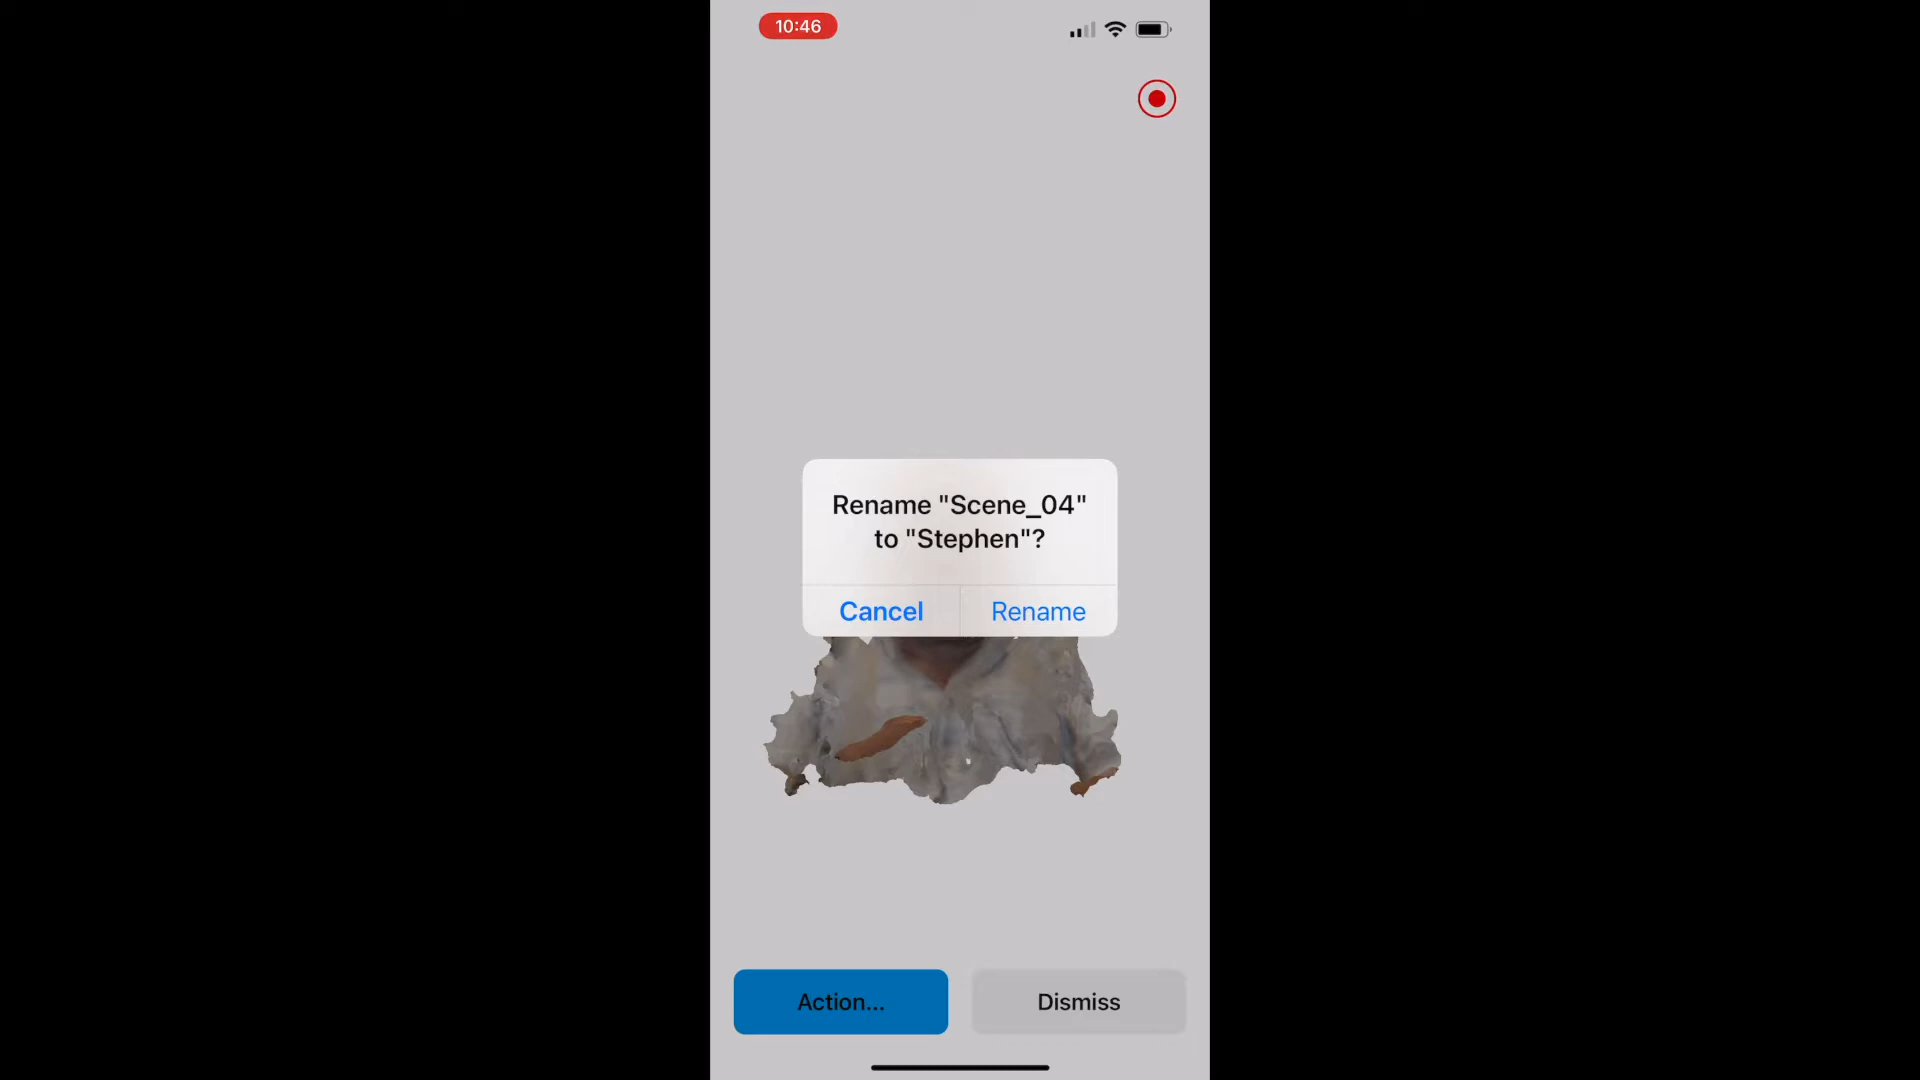 10:46
Rename "Scene_04"
to "Stephen"?
Cancel
Rename
Action...
Dismiss